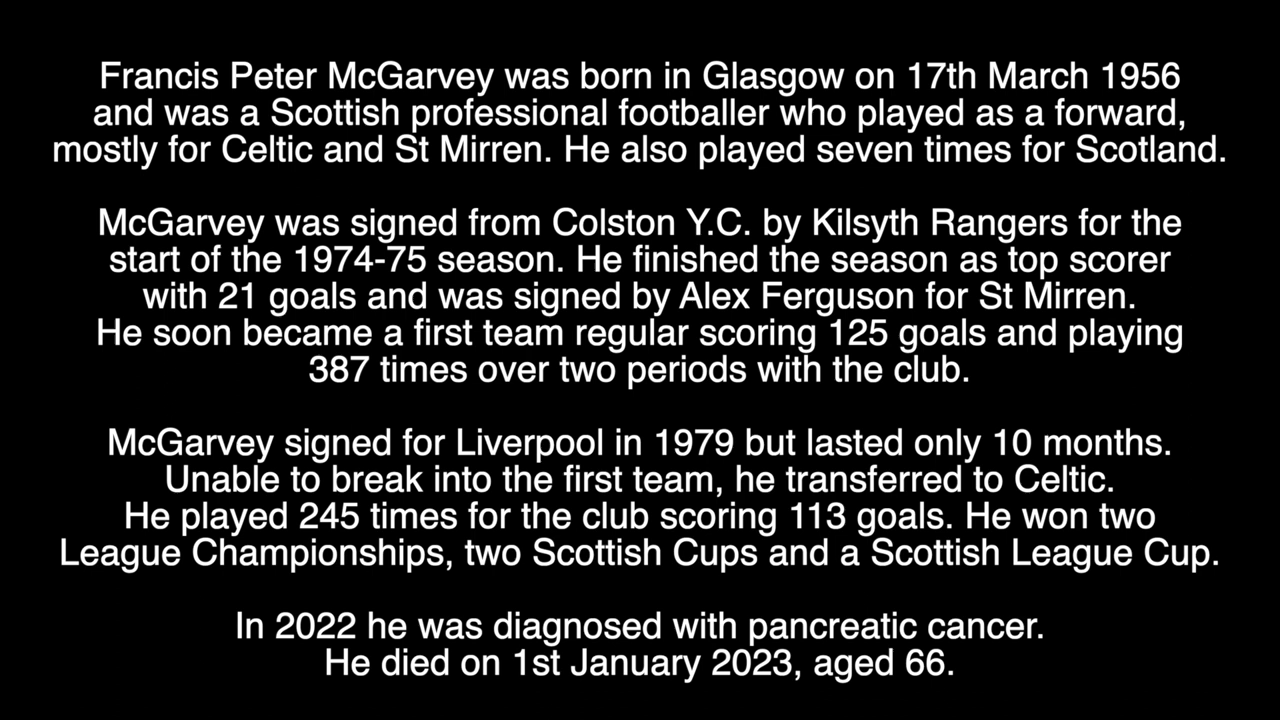 Francis Peter McGarvey was born in Glasgow on 17th March 1956
and was a Scottish professional footballer who played as a forward,
mostly for Celtic and St Mirren. He also played seven times for Scotland.
McGarvey was signed from Colston Y.C. by Kilsyth Rangers for the
start of the 1974-75 season. He finished the season as top scorer
with 21 goals and was signed by Alex Ferguson for St Mirren.
He soon became a first team regular scoring 125 goals and playing
387 times over two periods with the club.
McGarvey signed for Liverpool in 1979 but lasted only 10 months.
Unable to break into the first team, he transferred to Celtic.
He played 245 times for the club scoring 113 goals. He won two
League Championships, two Scottish Cups and a Scottish League Cup.
In 2022 he was diagnosed with pancreatic cancer.
He died on 1st January 2023, aged 66.